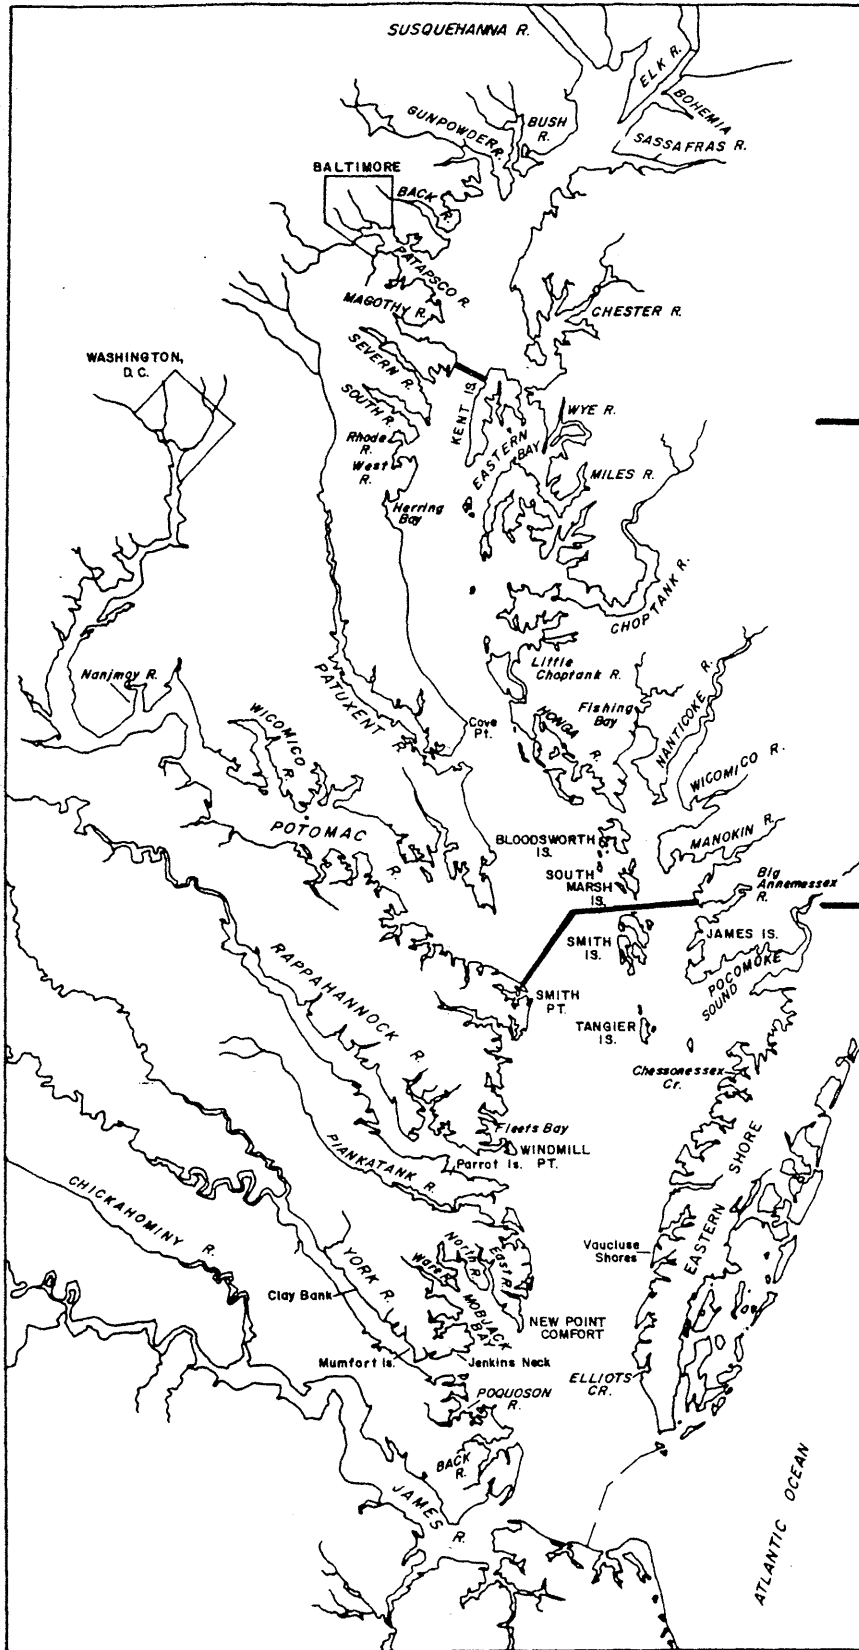 SUSQUEHANNA R.
ELK R.
BOHEMIA
SASSAFRAS R.
BUSH
R.
GUNPOWDER R.
BALTIMORE
BACK R.
PATAPSCO R.
MAGOTHY R.
CHESTER R.
SEVERN R.
WASHINGTON,
D.C.
SOUTH R.
KENT IS.
EASTERN
BAY
WYE R.
Rhode
R.
West
R.
MILES R.
Herring
Bay
CHOPTANK R.
Little
Choptank R.
Nanjmoy R.
PATUXENT R.
WICOMICO
R.
Cove
Pt.
HONGA R.
Fishing
Bay
NANTICOKE R.
WICOMICO R.
POTOMAC R.
BLOODSWORTH
IS.
MANOKIN R.
SOUTH
MARSH
IS.
Big
Annemessex
R.
SMITH
IS.
JAMES IS.
POCOMOKE
SOUND
RAPPAHANNOCK R.
SMITH
PT.
TANGIER
IS.
Chessonessex
Cr.
Fleets Bay
WINDMILL
PT.
Parrot Is.
PIANKATANK R.
EASTERN SHORE
CHICKAHOMINY R.
YORK R.
Ware R.
North R.
East R.
MOBJACK
BAY
Vaucluse
Shores
Clay Bank
NEW POINT
COMFORT
Mumfort Is.
Jenkins Neck
ELLIOTS
CR.
POQUOSON
R.
BACK
R.
JAMES R.
ATLANTIC OCEAN